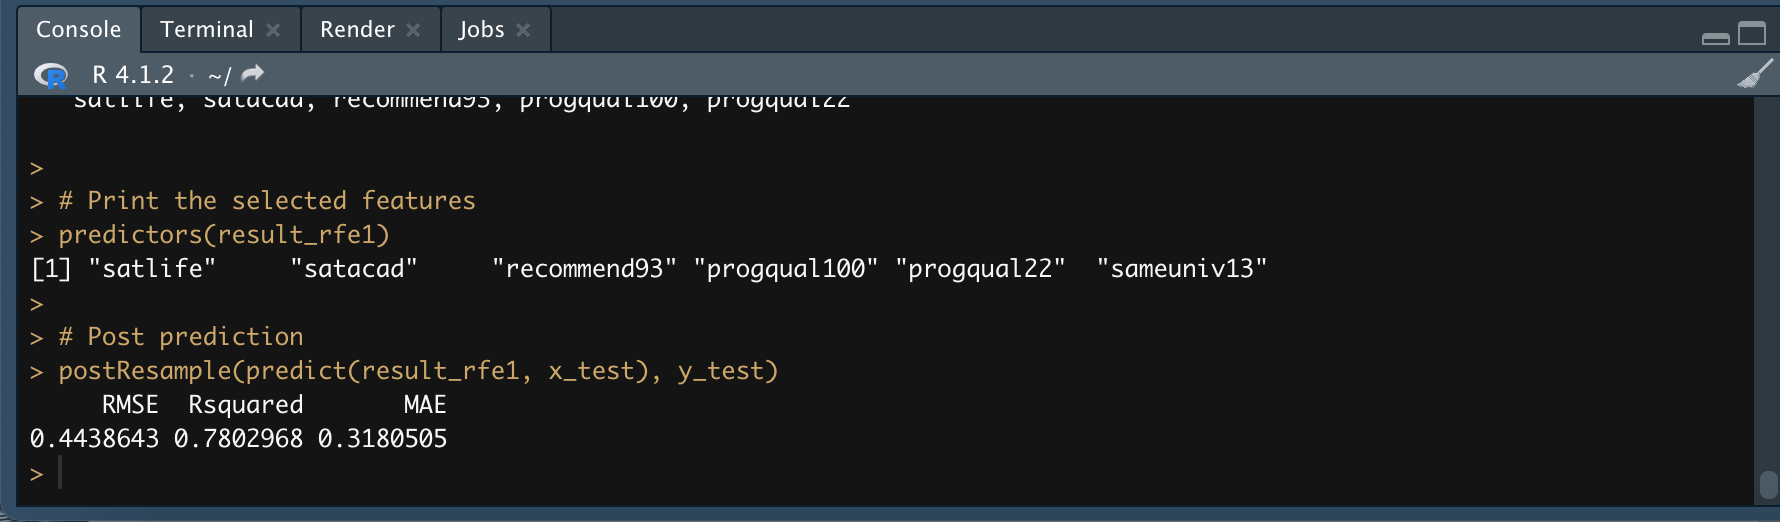 Console Terminal Render Jobs
R 4.1.2 · ~/
satlife, satacad, recommend93, progqual100, progqual22
>
> # Print the selected features
> predictors(result_rfe1)
[1] "satlife"     "satacad"     "recommend93" "progqual100" "progqual22"  "sameuniv13"
>
> # Post prediction
> postResample(predict(result_rfe1, x_test), y_test)
     RMSE  Rsquared       MAE
0.4438643 0.7802968 0.3180505
>